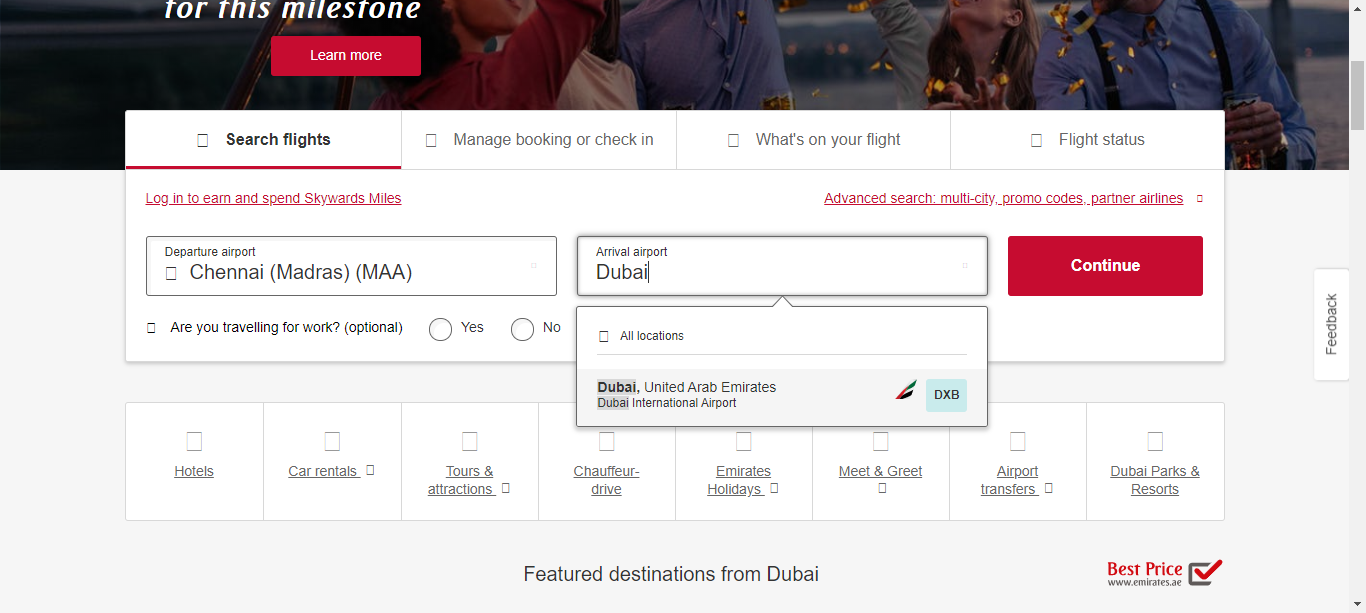 for this milestone
Learn more
Search flights
Manage booking or check in
What's on your flight
Flight status
Log in to earn and spend Skywards Miles
Advanced search: multi-city, promo codes, partner airlines
Departure airport
Chennai (Madras) (MAA)
Arrival airport
Dubai
Continue
Are you travelling for work? (optional)
Yes
No
All locations
Dubai, United Arab Emirates
Dubai International Airport
DXB
Feedback
Hotels
Car rentals
Tours &
attractions
Chauffeur-
drive
Emirates
Holidays
Meet & Greet
Airport
transfers
Dubai Parks &
Resorts
Featured destinations from Dubai
Best Price
www.emirates.ae